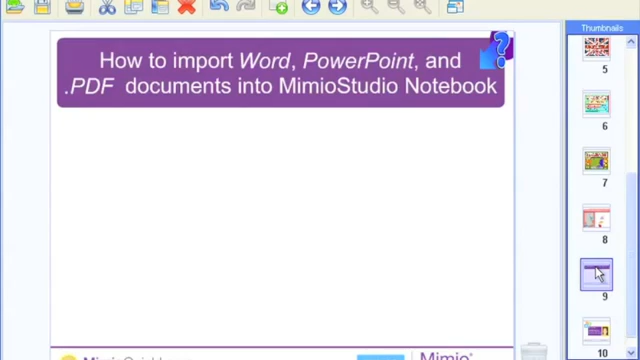 How to import Word, PowerPoint, and
.PDF documents into MimioStudio Notebook
Thumbnails
5
6
7
8
9
10
Mimio